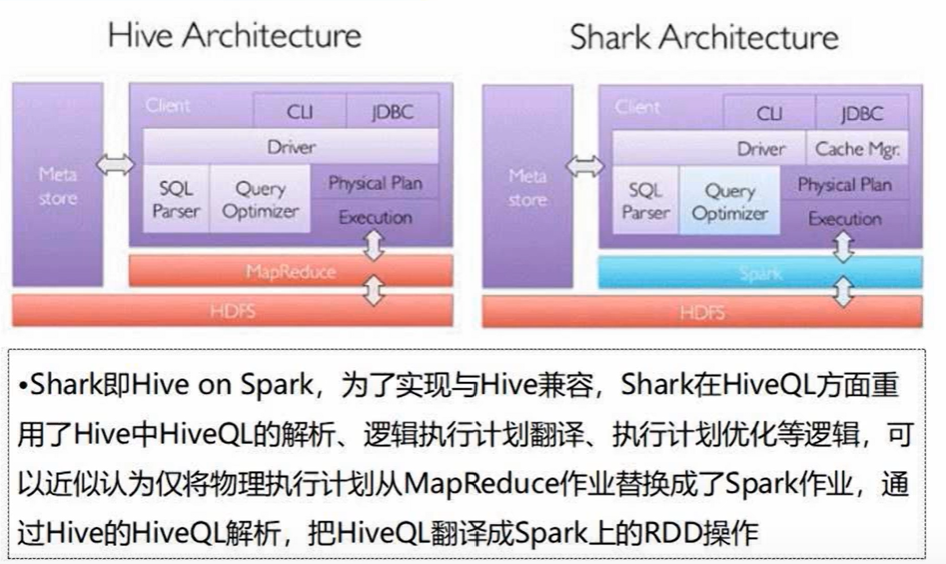 Hive Architecture
Shark Architecture
Meta
store
Client
CLI
JDBC
Driver
SQL
Parser
Query
Optimizer
Physical Plan
Execution
MapReduce
HDFS
Meta
store
Client
CLI
JDBC
Driver
Cache Mgr.
SQL
Parser
Query
Optimizer
Physical Plan
Execution
Spark
HDFS
•Shark即Hive on Spark，为了实现与Hive兼容，Shark在HiveQL方面重
用了Hive中HiveQL的解析、逻辑执行计划翻译、执行计划优化等逻辑，可
以近似认为仅将物理执行计划从MapReduce作业替换成了Spark作业，通
过Hive的HiveQL解析，把HiveQL翻译成Spark上的RDD操作